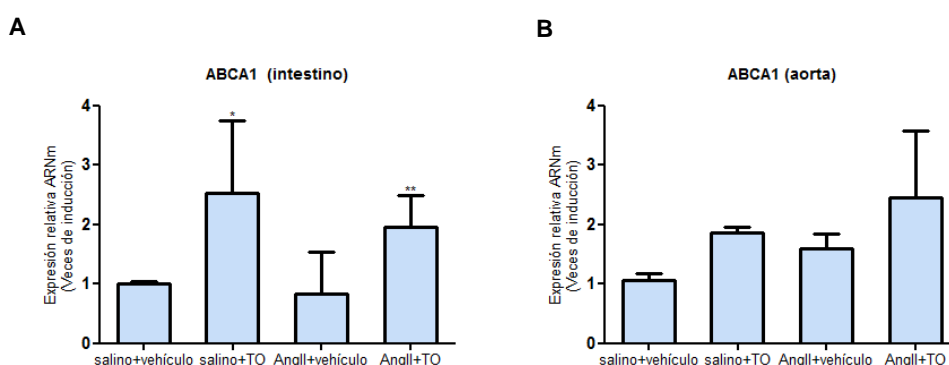 A
ABCA1 (intestino)
Expresión relativa ARNm
(Veces de inducción)
4
3
2
1
0
*
**
salino+vehículo
salino+TO
AngII+vehículo
AngII+TO
B
ABCA1 (aorta)
Expresión relativa ARNm
(Veces de inducción)
4
3
2
1
0
salino+vehículo
salino+TO
AngII+vehículo
AngII+TO